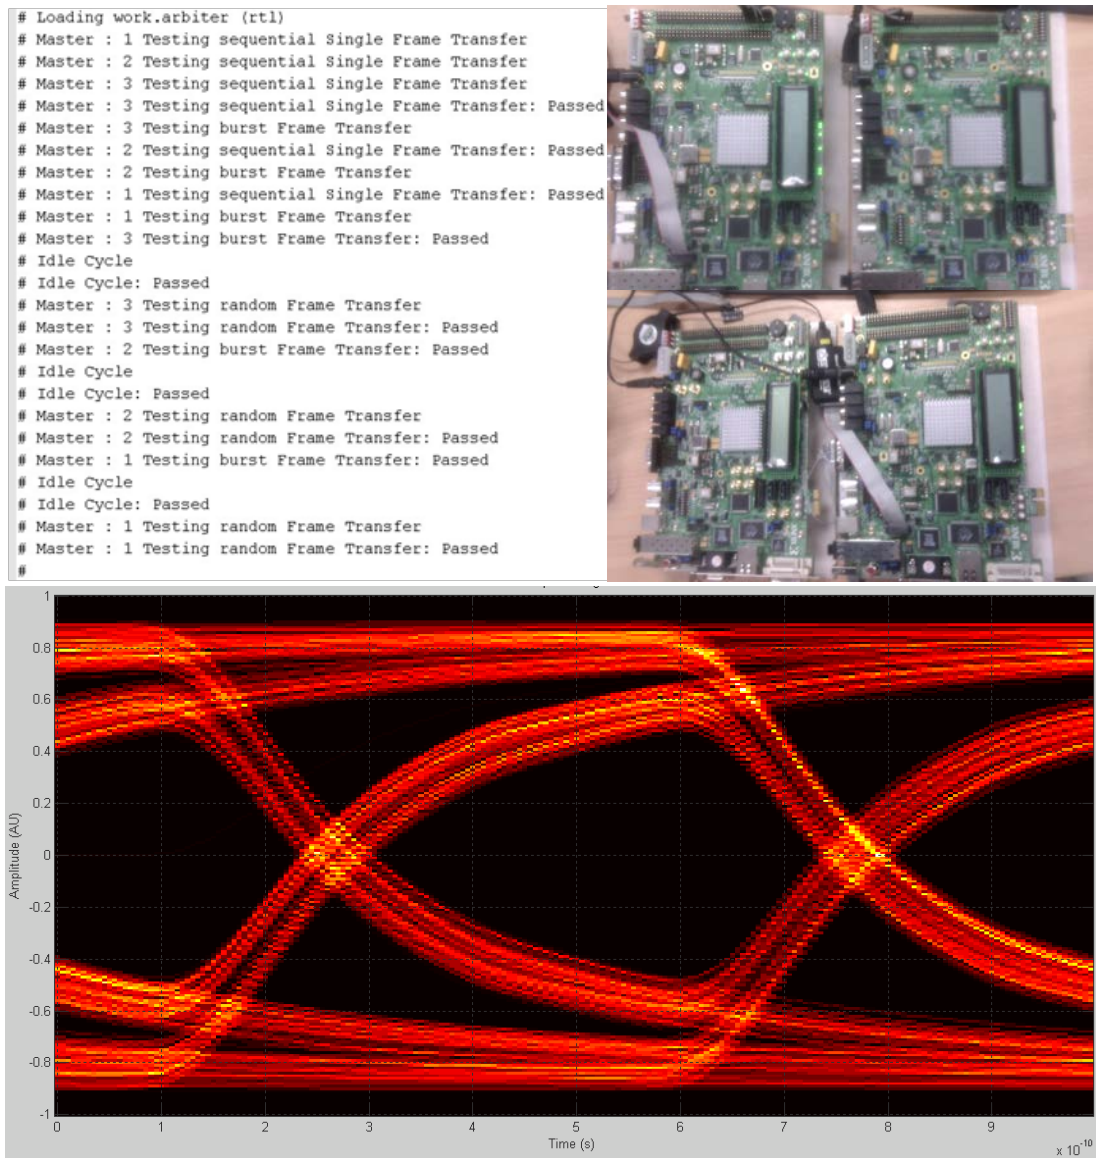 # Loading work.arbiter (rtl)
# Master : 1 Testing sequential Single Frame Transfer
# Master : 2 Testing sequential Single Frame Transfer
# Master : 3 Testing sequential Single Frame Transfer
# Master : 3 Testing sequential Single Frame Transfer: Passed
# Master : 3 Testing burst Frame Transfer
# Master : 2 Testing sequential Single Frame Transfer: Passed
# Master : 2 Testing burst Frame Transfer
# Master : 1 Testing sequential Single Frame Transfer: Passed
# Master : 1 Testing burst Frame Transfer
# Master : 3 Testing burst Frame Transfer: Passed
# Idle Cycle
# Idle Cycle: Passed
# Master : 3 Testing random Frame Transfer
# Master : 3 Testing random Frame Transfer: Passed
# Master : 2 Testing burst Frame Transfer: Passed
# Idle Cycle
# Idle Cycle: Passed
# Master : 2 Testing random Frame Transfer
# Master : 2 Testing random Frame Transfer: Passed
# Master : 1 Testing burst Frame Transfer: Passed
# Idle Cycle
# Idle Cycle: Passed
# Master : 1 Testing random Frame Transfer
# Master : 1 Testing random Frame Transfer: Passed
#
1
0.8
0.6
0.4
0.2
0
-0.2
-0.4
-0.6
-0.8
-1
Amplitude (AU)
0 1 2 3 4 5 6 7 8 9
Time (s)
x 10⁻¹⁰